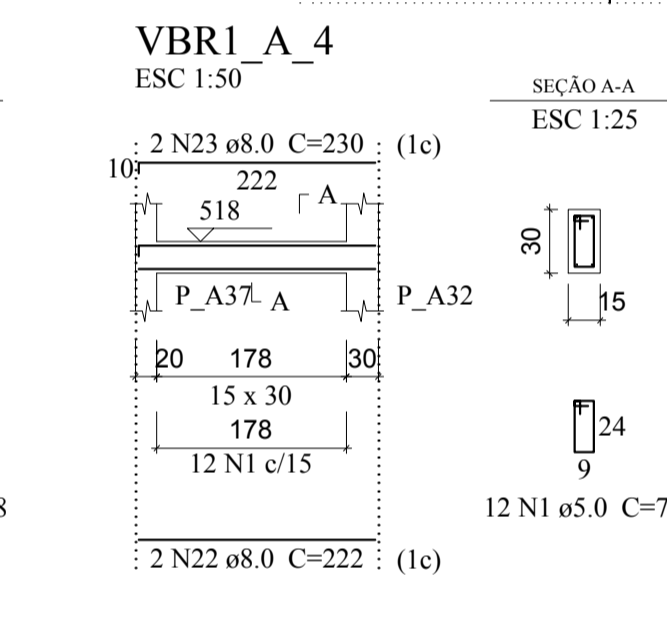 VBR1_A_4
ESC 1:50
SEÇÃO A-A
ESC 1:25
2 N23 ø8.0 C=230 (1c)
10
222
A
518
30
15
P_A37
A
P_A32
20 178 30
15 x 30
178
12 N1 c/15
24
9
12 N1 ø5.0 C=7
8
2 N22 ø8.0 C=222 (1c)